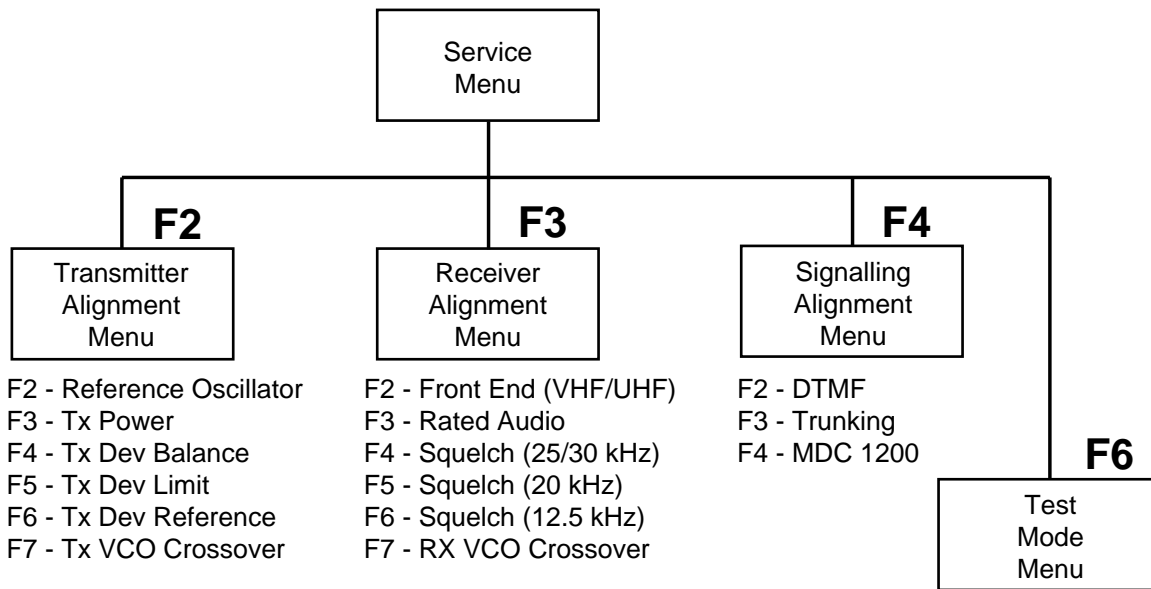 Service
Menu
F2
Transmitter
Alignment
Menu
F2 - Reference Oscillator
F3 - Tx Power
F4 - Tx Dev Balance
F5 - Tx Dev Limit
F6 - Tx Dev Reference
F7 - Tx VCO Crossover
F3
Receiver
Alignment
Menu
F2 - Front End (VHF/UHF)
F3 - Rated Audio
F4 - Squelch (25/30 kHz)
F5 - Squelch (20 kHz)
F6 - Squelch (12.5 kHz)
F7 - RX VCO Crossover
F4
Signalling
Alignment
Menu
F2 - DTMF
F3 - Trunking
F4 - MDC 1200
F6
Test
Mode
Menu